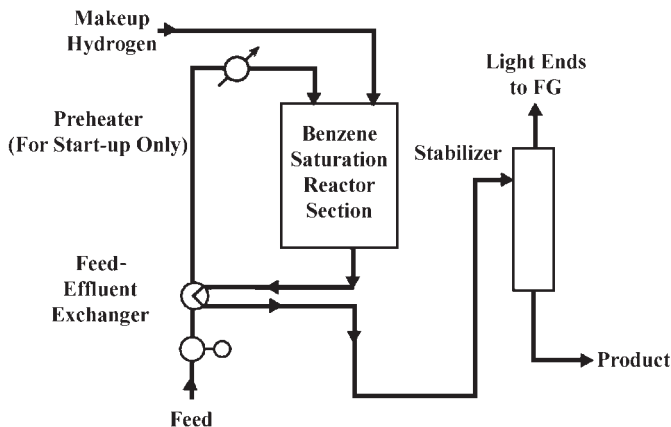 Makeup
Hydrogen
Light Ends
to FG
Preheater
(For Start-up Only)
Benzene
Saturation
Reactor
Section
Stabilizer
Feed-
Effluent
Exchanger
Product
Feed